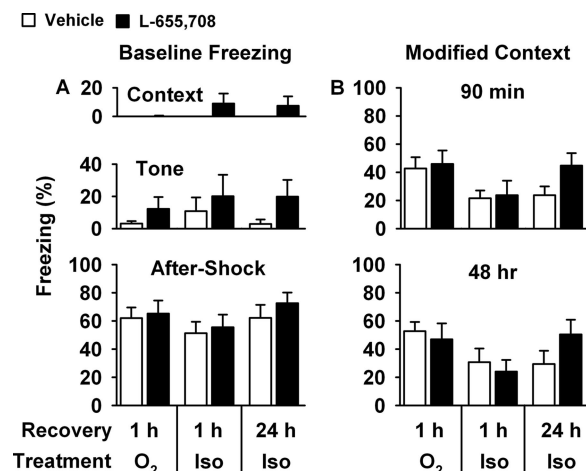 Vehicle L-655,708
Baseline Freezing Modified Context
A B
Context 90 min
20
0
Tone
40
20
0
After-Shock 48 hr
100
80
60
40
20
0
100
80
60
40
20
0
100
80
60
40
20
0
Freezing (%)
Recovery 1 h 1 h 24 h 1 h 1 h 24 h
Treatment O2 Iso Iso O2 Iso Iso